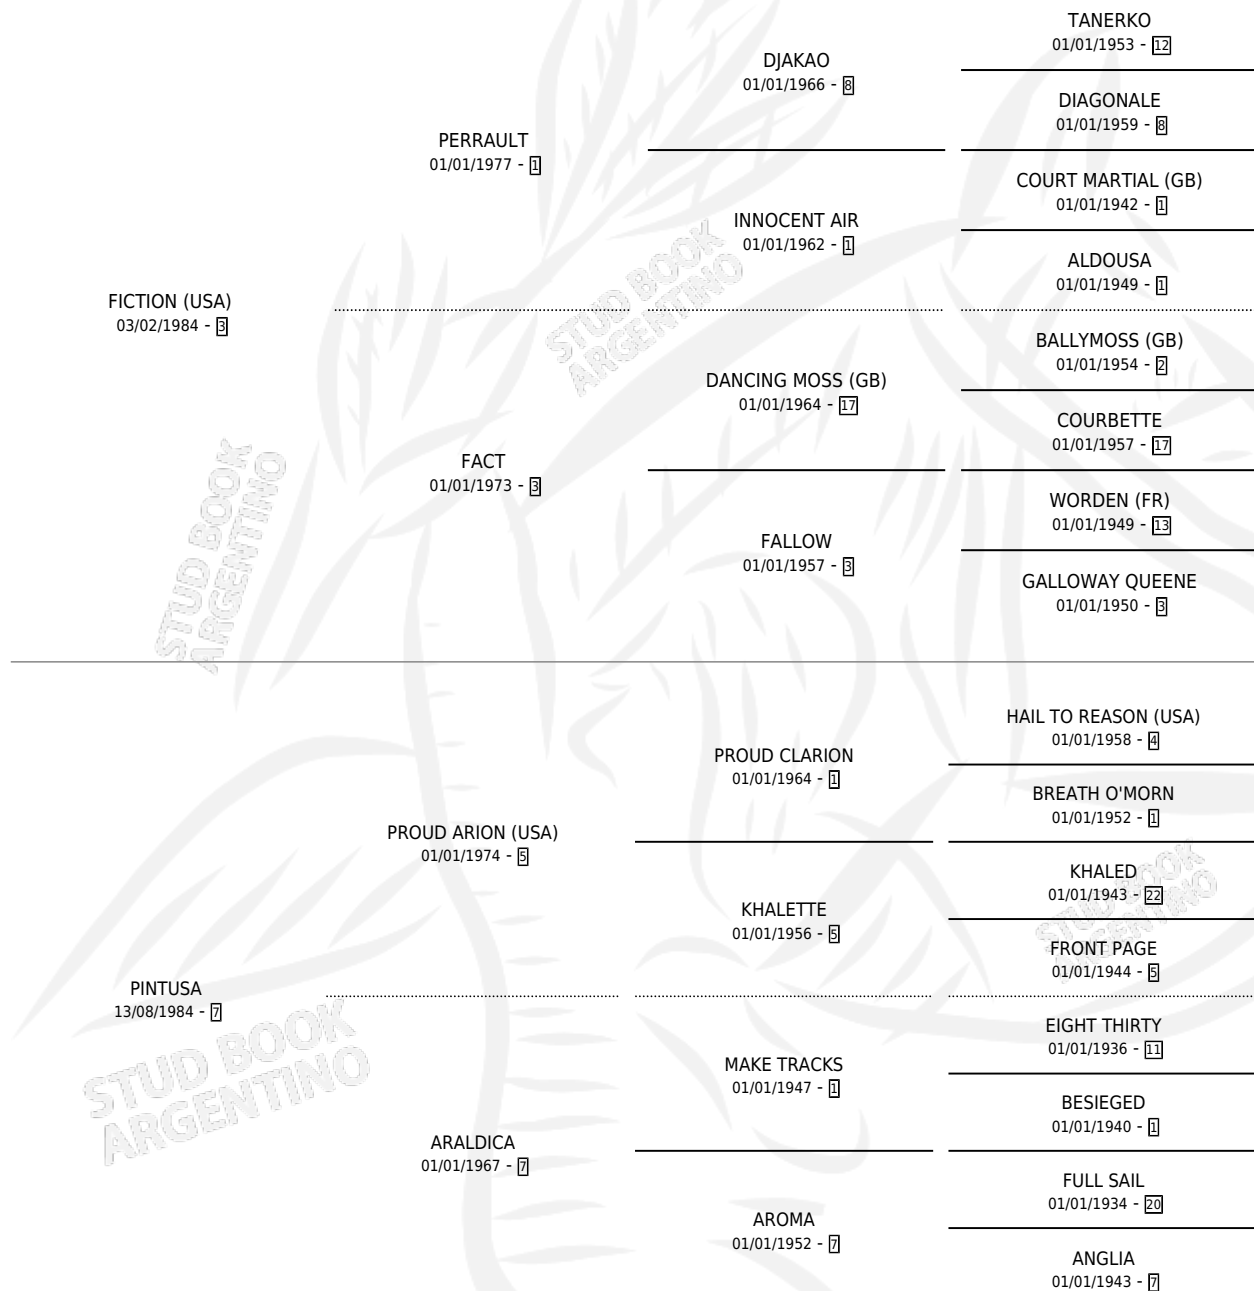 TANERKO
01/01/1953 - 12
DJAKAO
01/01/1966 - 8
DIAGONALE
01/01/1959 - 8
PERRAULT
01/01/1977 - 1
COURT MARTIAL (GB)
01/01/1942 - 1
INNOCENT AIR
01/01/1962 - 1
ALDOUSA
01/01/1949 - 1
FICTION (USA)
03/02/1984 - 3
STUD BOOK
ARGENTINO
BALLYMOSS (GB)
01/01/1954 - 2
DANCING MOSS (GB)
01/01/1964 - 17
COURBETTE
01/01/1957 - 17
FACT
01/01/1973 - 3
WORDEN (FR)
01/01/1949 - 13
FALLOW
01/01/1957 - 3
GALLOWAY QUEENE
01/01/1950 - 3
STUD BOOK
ARGENTINO
HAIL TO REASON (USA)
01/01/1958 - 4
PROUD CLARION
01/01/1964 - 1
BREATH O'MORN
01/01/1952 - 1
PROUD ARION (USA)
01/01/1974 - 5
KHALED
01/01/1943 - 22
KHALETTE
01/01/1956 - 5
FRONT PAGE
01/01/1944 - 5
STUD BOOK
ARGENTINO
PINTUSA
13/08/1984 - 7
EIGHT THIRTY
01/01/1936 - 11
MAKE TRACKS
01/01/1947 - 1
BESIEGED
01/01/1940 - 1
STUD BOOK
ARGENTINO
ARALDICA
01/01/1967 - 7
FULL SAIL
01/01/1934 - 20
AROMA
01/01/1952 - 7
ANGLIA
01/01/1943 - 7